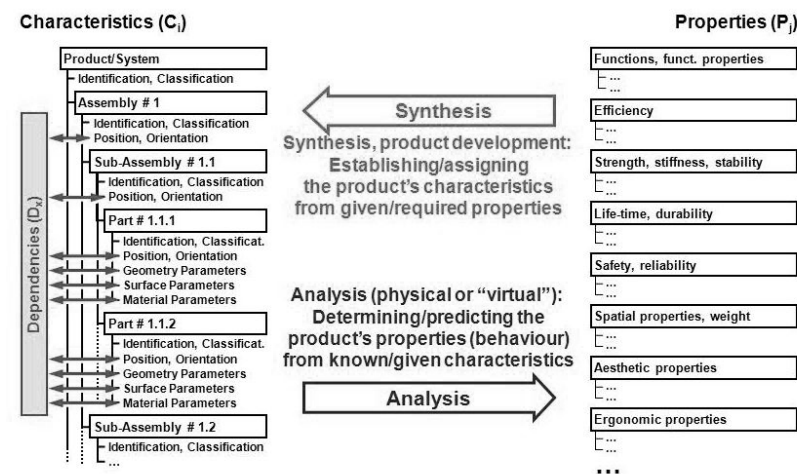 Characteristics (Ci)
Properties (Pj)
Product/System
Identification, Classification
Assembly # 1
Identification, Classification
Position, Orientation
Sub-Assembly # 1.1
Identification, Classification
Position, Orientation
Part # 1.1.1
Identification, Classificat.
Position, Orientation
Geometry Parameters
Surface Parameters
Material Parameters
Part # 1.1.2
Identification, Classificat.
Position, Orientation
Geometry Parameters
Surface Parameters
Material Parameters
Sub-Assembly # 1.2
Identification, Classification
...
Dependencies (Dx)
Synthesis
Synthesis, product development:
Establishing/assigning
the product's characteristics
from given/required properties
Analysis (physical or “virtual”):
Determining/predicting the
product's properties (behaviour)
from known/given characteristics
Analysis
Functions, funct. properties
...
...
Efficiency
...
...
Strength, stiffness, stability
...
...
Life-time, durability
...
...
Safety, reliability
...
...
Spatial properties, weight
...
...
Aesthetic properties
...
...
Ergonomic properties
...
...
...